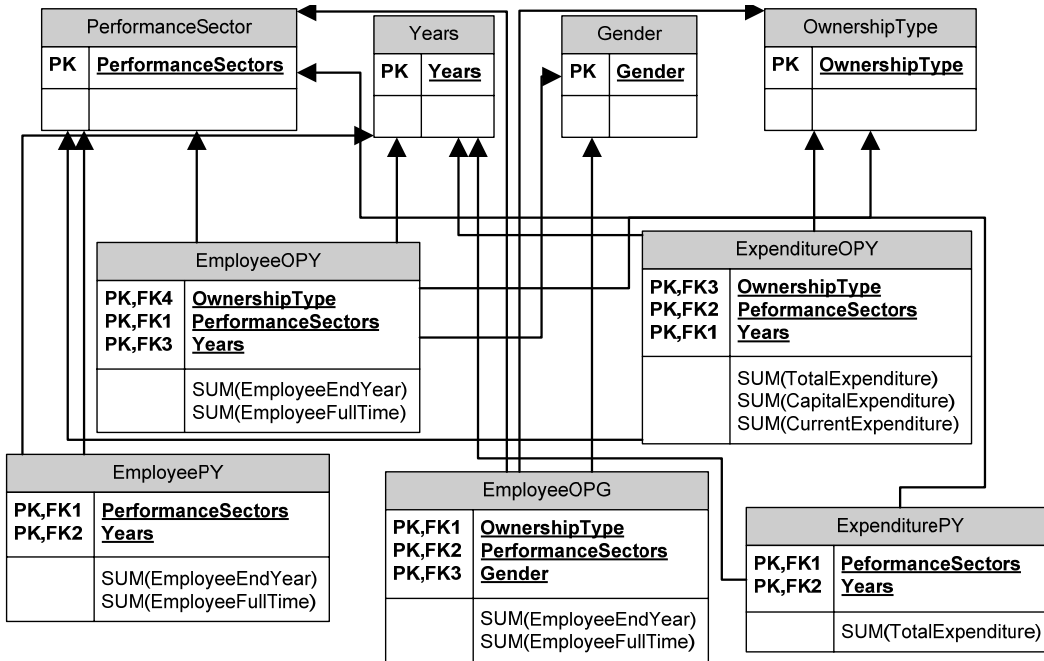 PerformanceSector
PK PerformanceSectors
Years
PK Years
Gender
PK Gender
OwnershipType
PK OwnershipType
EmployeeOPY
PK,FK4 OwnershipType
PK,FK1 PerformanceSectors
PK,FK3 Years
SUM(EmployeeEndYear)
SUM(EmployeeFullTime)
ExpenditureOPY
PK,FK3 OwnershipType
PK,FK2 PeformanceSectors
PK,FK1 Years
SUM(TotalExpenditure)
SUM(CapitalExpenditure)
SUM(CurrentExpenditure)
EmployeePY
PK,FK1 PerformanceSectors
PK,FK2 Years
SUM(EmployeeEndYear)
SUM(EmployeeFullTime)
EmployeeOPG
PK,FK1 OwnershipType
PK,FK2 PerformanceSectors
PK,FK3 Gender
SUM(EmployeeEndYear)
SUM(EmployeeFullTime)
ExpenditurePY
PK,FK1 PeformanceSectors
PK,FK2 Years
SUM(TotalExpenditure)